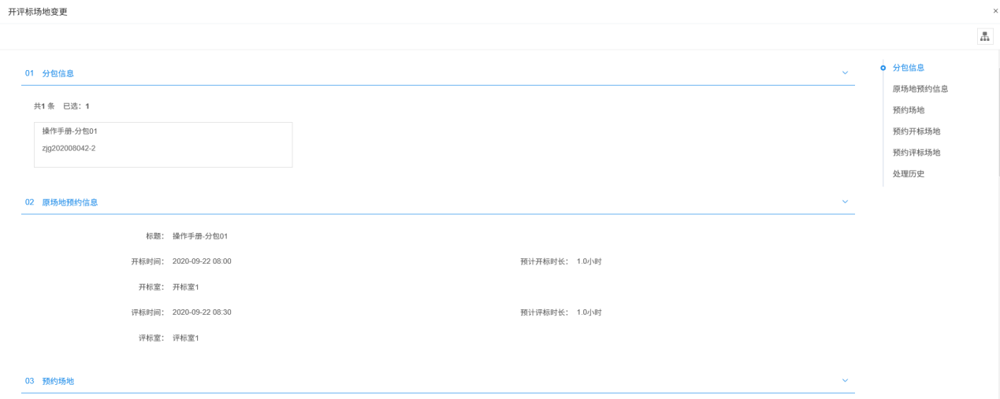 开评标场地变更
01 分包信息
共1 条 已选：1
操作手册-分包01
zjg202008042-2
02 原场地预约信息
标题： 操作手册-分包01
开标时间： 2020-09-22 08:00 预计开标时长： 1.0小时
开标室： 开标室1
评标时间： 2020-09-22 08:30 预计评标时长： 1.0小时
评标室： 评标室1
03 预约场地
分包信息
原场地预约信息
预约场地
预约开标场地
预约评标场地
处理历史